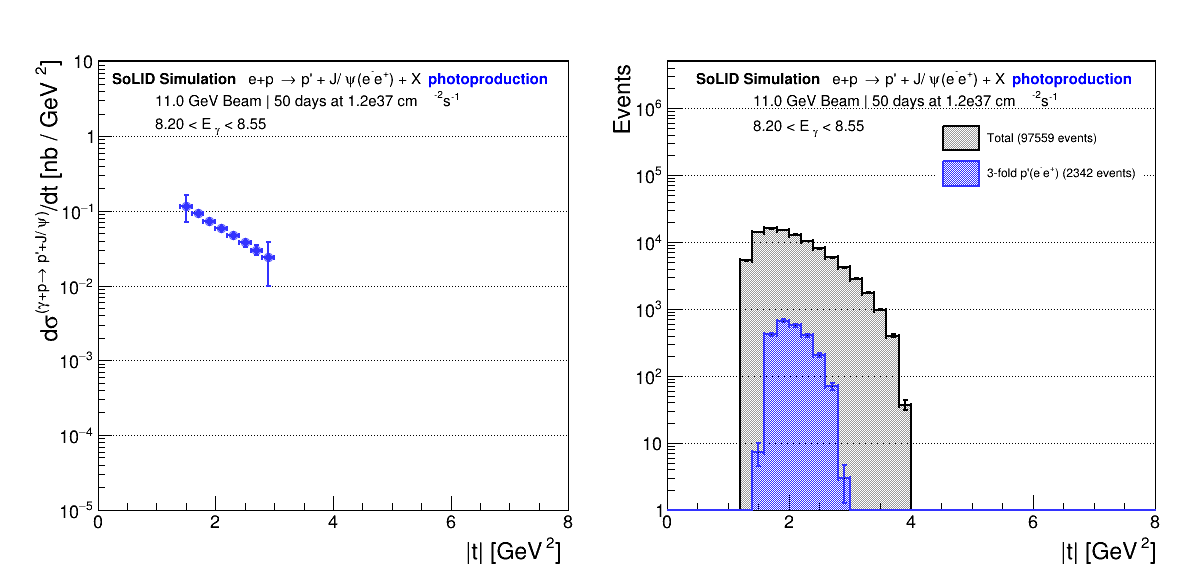 SoLID Simulation e+p → p' + J/ψ(e⁻e⁺) + X photoproduction
11.0 GeV Beam | 50 days at 1.2e37 cm ⁻²s⁻¹
8.20 < E_γ < 8.55
dσ(γ+p→ p'+J/ψ)/dt [nb / GeV²]
10
1
10⁻¹
10⁻²
10⁻³
10⁻⁴
10⁻⁵
0 2 4 6 8
|t| [GeV²]
SoLID Simulation e+p → p' + J/ψ(e⁻e⁺) + X photoproduction
11.0 GeV Beam | 50 days at 1.2e37 cm ⁻²s⁻¹
8.20 < E_γ < 8.55
Total (97559 events)
3-fold p'(e⁻e⁺) (2342 events)
Events
10⁶
10⁵
10⁴
10³
10²
10
1
0 2 4 6 8
|t| [GeV²]